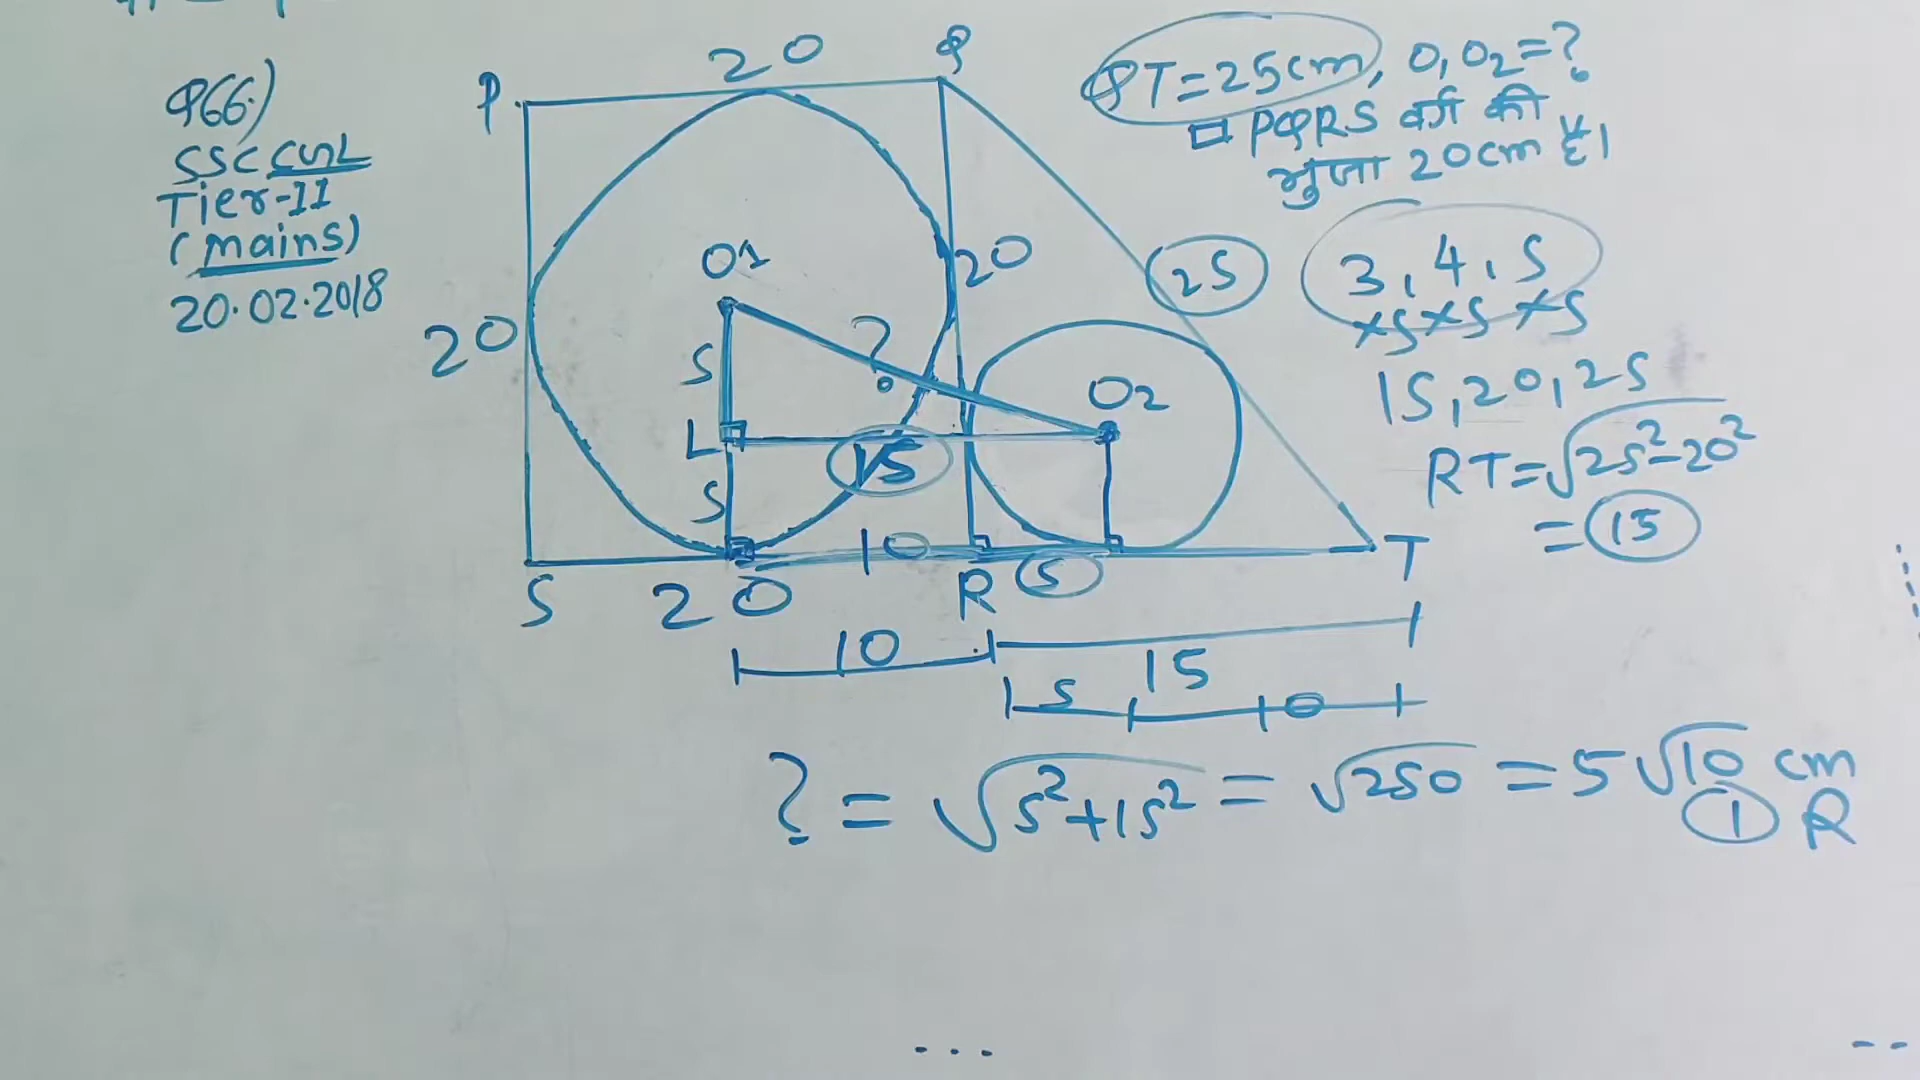 Q66.)
SSC CGL
Tier-II
(mains)
20.02.2018
P
20
Q
QT=25cm, O1O2=?
□ PQRS वर्ग की
भुजा 20cm है।
O1
20
25
3, 4, 5
×5 ×5 ×5
20
5
?
O2
15, 20, 25
L
15
RT=√25²-20²
5
= 15
10
S
20
R
5
T
10
15
5
? = √5²+15² = √250 = 5√10 cm
1 R